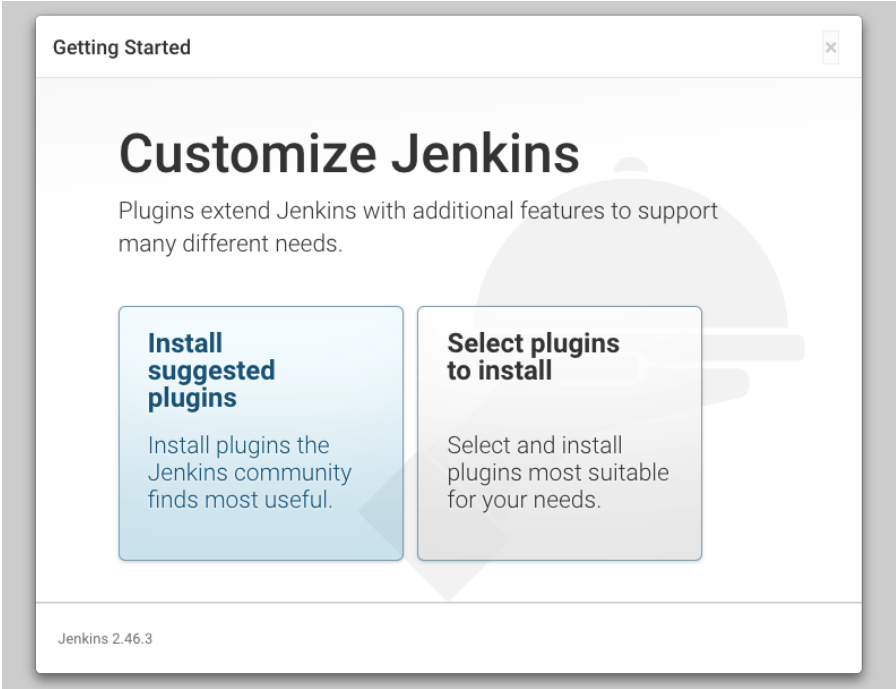 Getting Started
×
Customize Jenkins
Plugins extend Jenkins with additional features to support
many different needs.
Install
suggested
plugins
Install plugins the
Jenkins community
finds most useful.
Select plugins
to install
Select and install
plugins most suitable
for your needs.
Jenkins 2.46.3